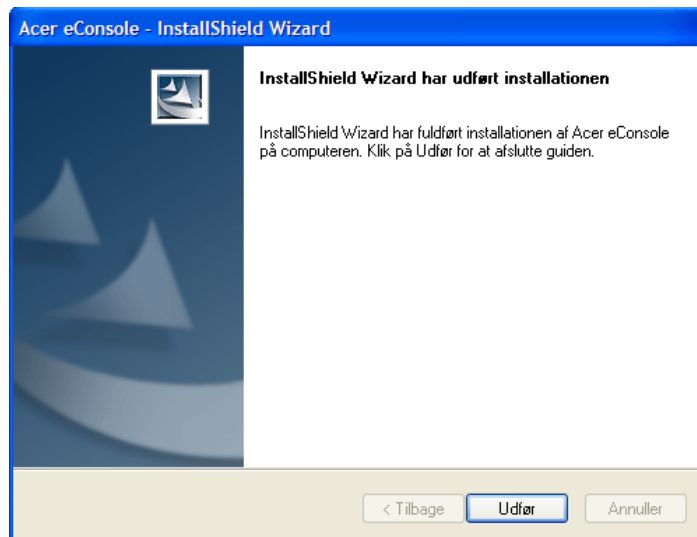 Acer eConsole - InstallShield Wizard
InstallShield Wizard har udført installationen
InstallShield Wizard har fuldført installationen af Acer eConsole
på computeren. Klik på Udfør for at afslutte guiden.
< Tilbage
Udfør
Annuller